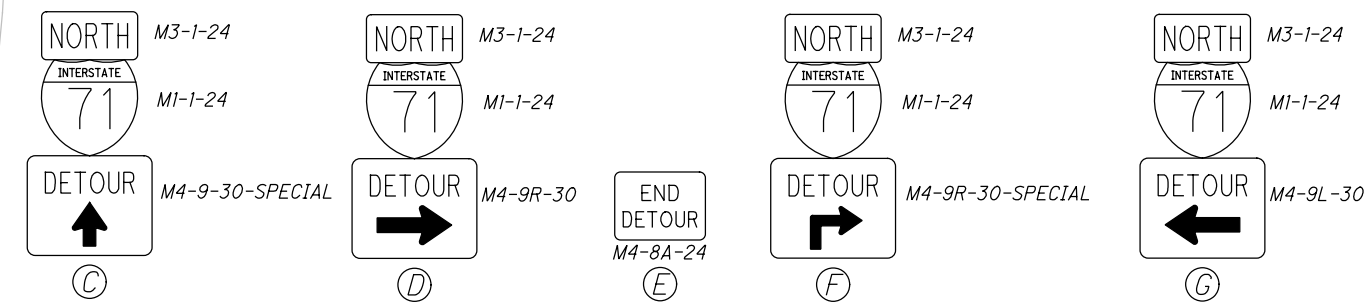 NORTH M3-1-24
INTERSTATE
71 M1-1-24
DETOUR M4-9-30-SPECIAL
C
NORTH M3-1-24
INTERSTATE
71 M1-1-24
DETOUR M4-9R-30
D
END
DETOUR
M4-8A-24
E
NORTH M3-1-24
INTERSTATE
71 M1-1-24
DETOUR M4-9R-30-SPECIAL
F
NORTH M3-1-24
INTERSTATE
71 M1-1-24
DETOUR M4-9L-30
G